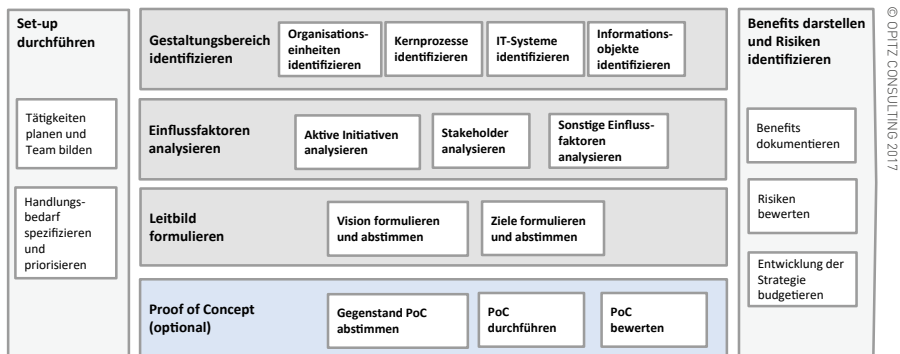 Set-up
durchführen
Tätigkeiten
planen und
Team bilden
Handlungs-
bedarf
spezifizieren
und
priorisieren
Gestaltungsbereich
identifizieren
Organisations-
einheiten
identifizieren
Kernprozesse
identifizieren
IT-Systeme
identifizieren
Informations-
objekte
identifizieren
Einflussfaktoren
analysieren
Aktive Initiativen
analysieren
Stakeholder
analysieren
Sonstige Einfluss-
faktoren
analysieren
Leitbild
formulieren
Vision formulieren
und abstimmen
Ziele formulieren
und abstimmen
Proof of Concept
(optional)
Gegenstand PoC
abstimmen
PoC
durchführen
PoC
bewerten
Benefits darstellen
und Risiken
identifizieren
Benefits
dokumentieren
Risiken
bewerten
Entwicklung der
Strategie
budgetieren
© OPITZ CONSULTING 2017